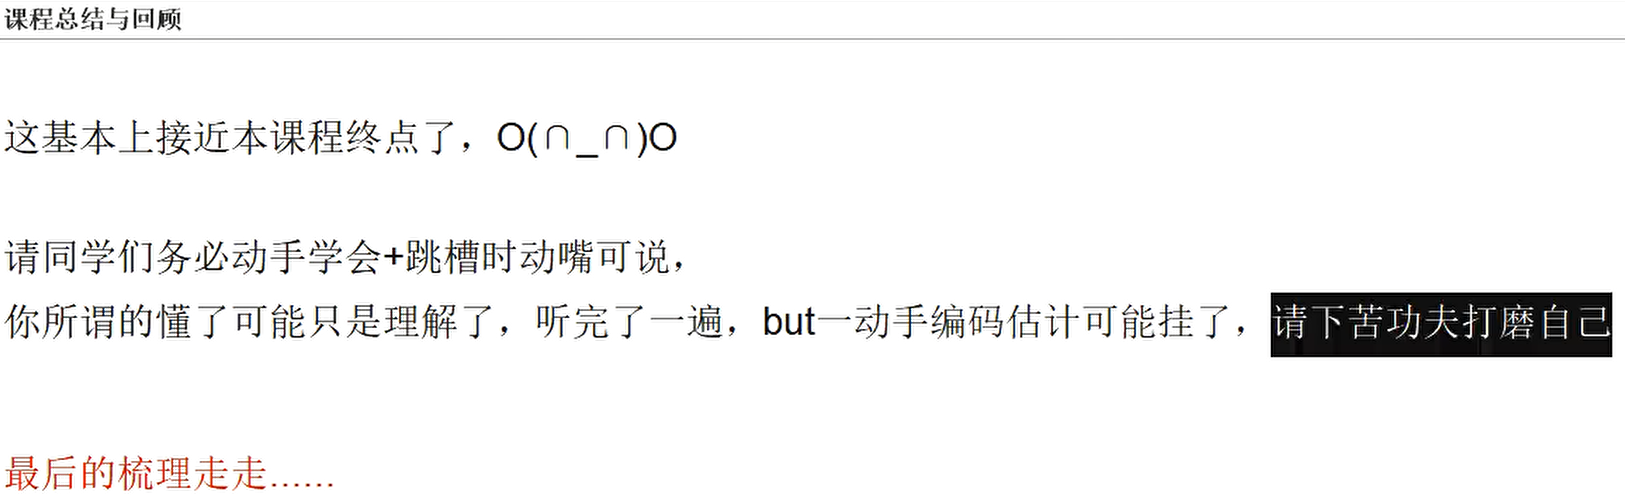 课程总结与回顾
这基本上接近本课程终点了，O(∩_∩)O
请同学们务必动手学会+跳槽时动嘴可说，
你所谓的懂了可能只是理解了，听完了一遍，but一动手编码估计可能挂了，请下苦功夫打磨自己
最后的梳理走走......